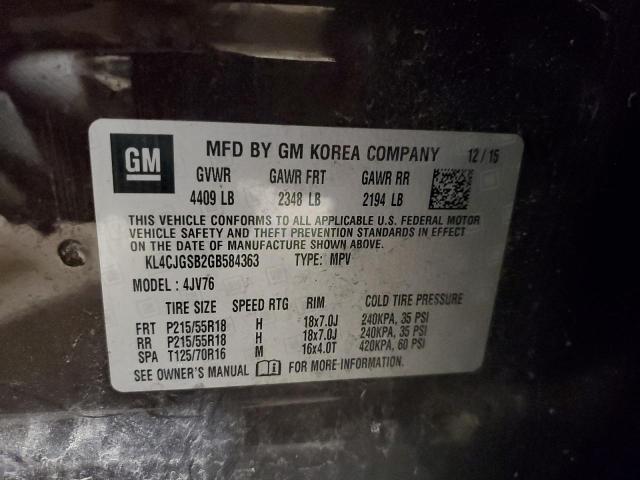 GM MFD BY GM KOREA COMPANY 12 / 15
GVWR GAWR FRT GAWR RR
4409 LB 2348 LB 2194 LB
THIS VEHICLE CONFORMS TO ALL APPLICABLE U.S. FEDERAL MOTOR
VEHICLE SAFETY AND THEFT PREVENTION STANDARDS IN EFFECT
ON THE DATE OF MANUFACTURE SHOWN ABOVE.
KL4CJGSB2GB584363 TYPE: MPV
MODEL : 4JV76
TIRE SIZE SPEED RTG RIM COLD TIRE PRESSURE
FRT P215/55R18 H 18x7.0J 240KPA, 35 PSI
RR P215/55R18 H 18x7.0J 240KPA, 35 PSI
SPA T125/70R16 M 16x4.0T 420KPA, 60 PSI
SEE OWNER'S MANUAL FOR MORE INFORMATION.